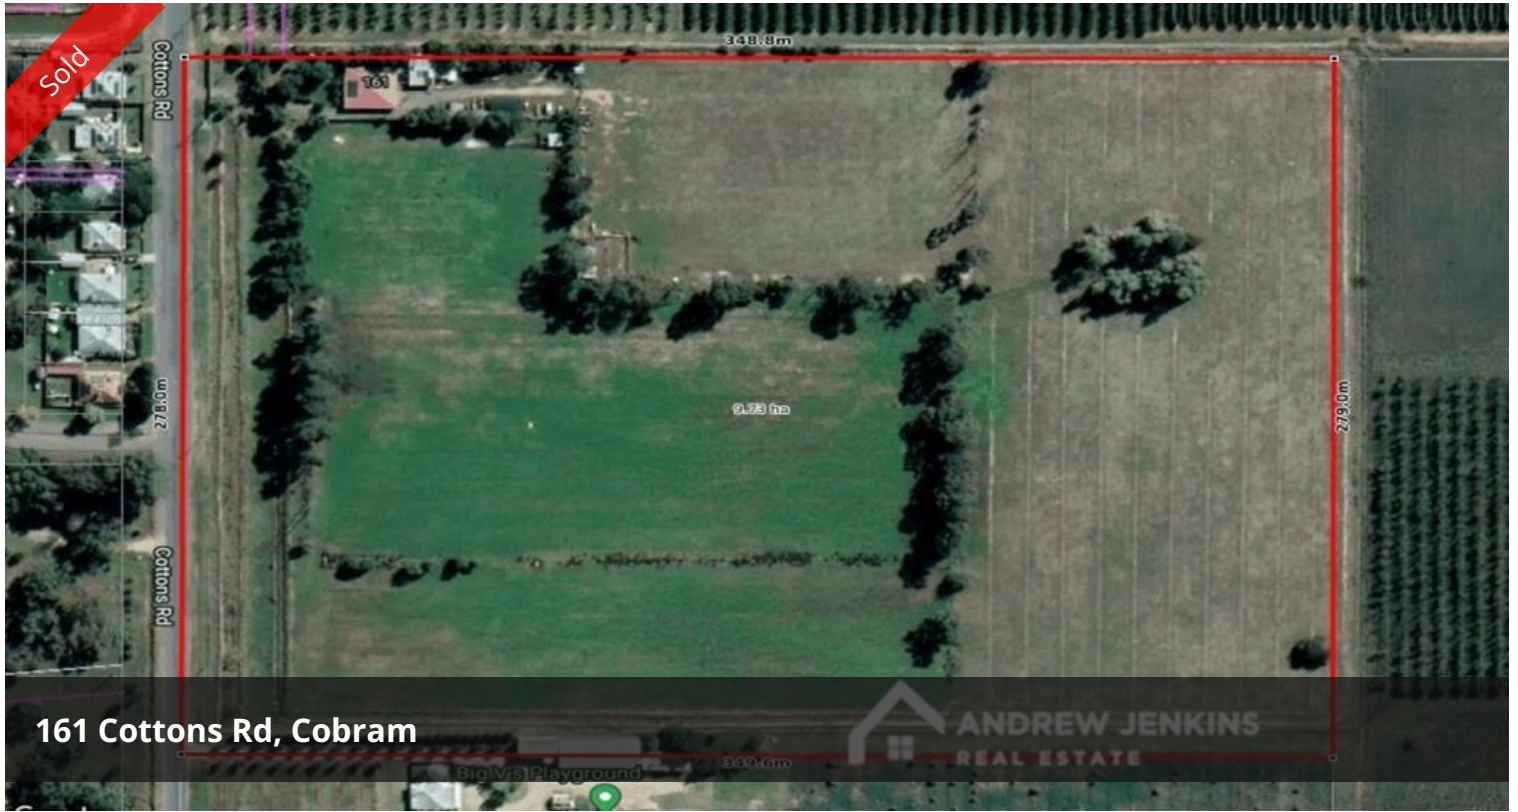 Sold
348.8m
Cottons Rd
161
278.0m
9.73 ha
279.0m
Cottons Rd
161 Cottons Rd, Cobram
ANDREW JENKINS
REAL ESTATE
349.6m
Big V's Playground